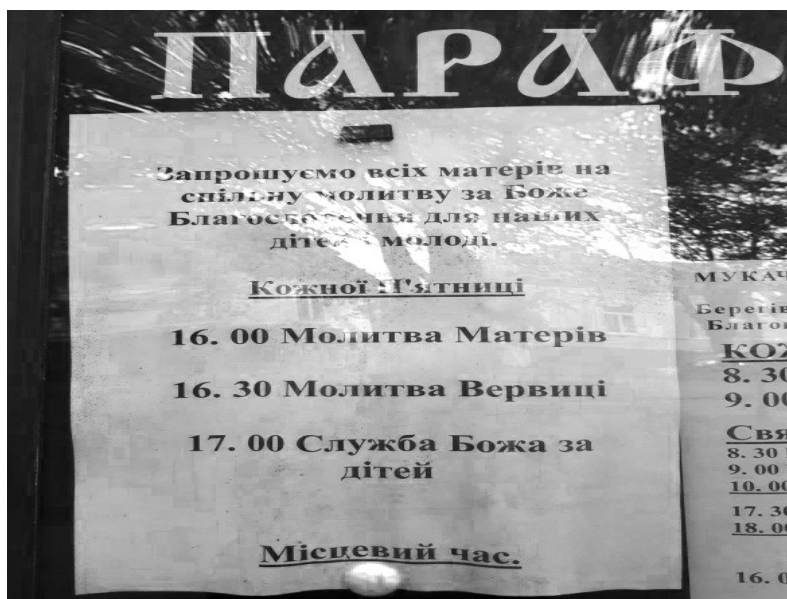 ПАРАФ
Запрошуємо всіх матерів на
спільну молитву за Боже
Благословення для наших
дітей і молоді.
Кожної П'ятниці
16. 00 Молитва Матерів
16. 30 Молитва Вервиці
17. 00 Служба Божа за
дітей
Місцевий час.
МУКАЧ
Берегів
Благов
КОЖ
8. 30
9. 00
Свя
8. 30
9. 00
10. 00
17. 30
18. 00
16. 0